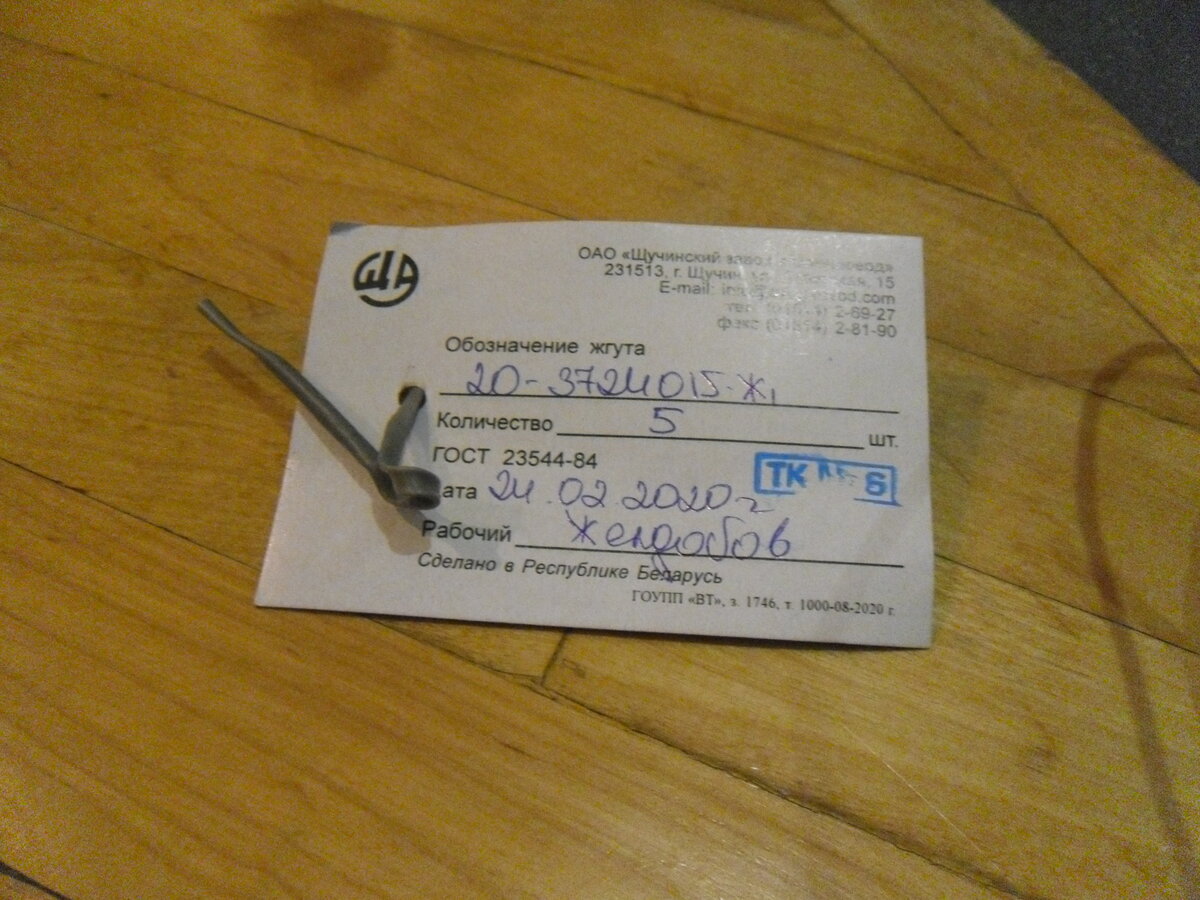 ЩА
ОАО «Щучинский завод
231513, г. Щучин, 15
E-mail:
2-69-27
факс 2-81-90
Обозначение жгута
20-3724015-Ж1
Количество 5 шт.
ГОСТ 23544-84
ТК 6
ата 24.02.2020г
Рабочий
Сделано в Республике Беларусь
ГОУПП «ВТ», з. 1746, т. 1000-08-2020 г.